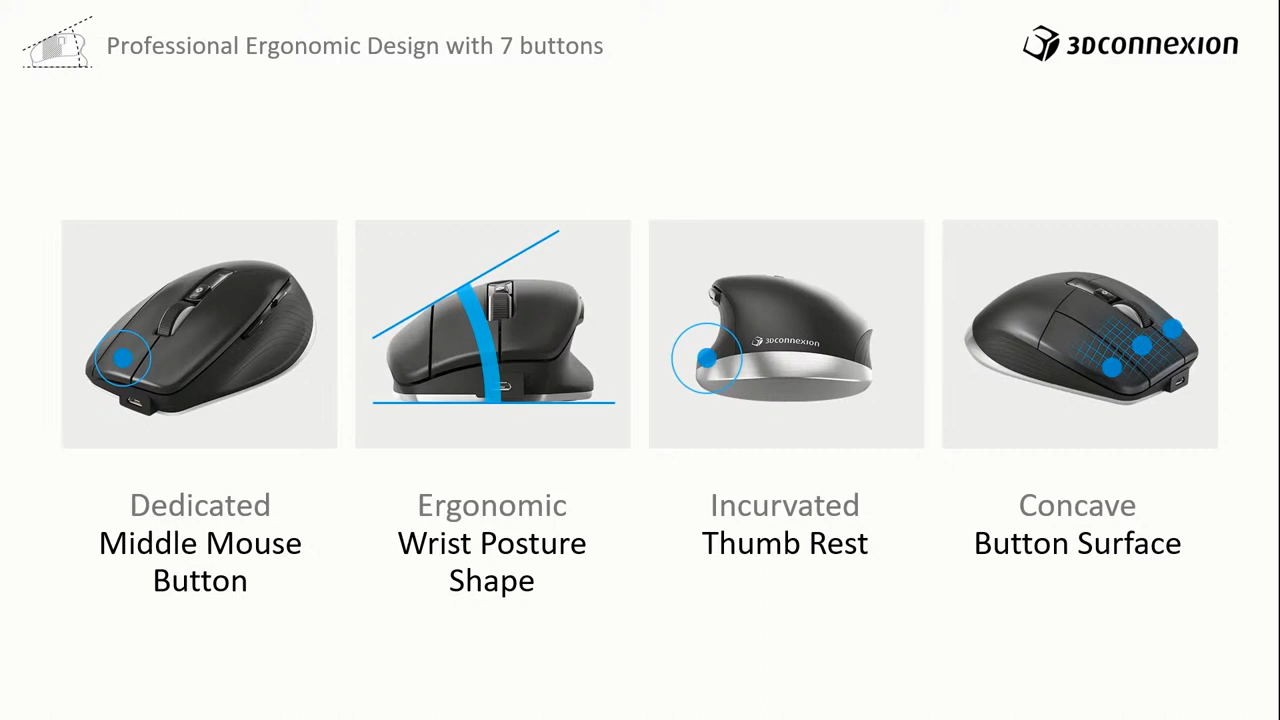 Professional Ergonomic Design with 7 buttons
3DCONNEXION
3DCONNEXION
Dedicated
Middle Mouse
Button
Ergonomic
Wrist Posture
Shape
Incurvated
Thumb Rest
Concave
Button Surface